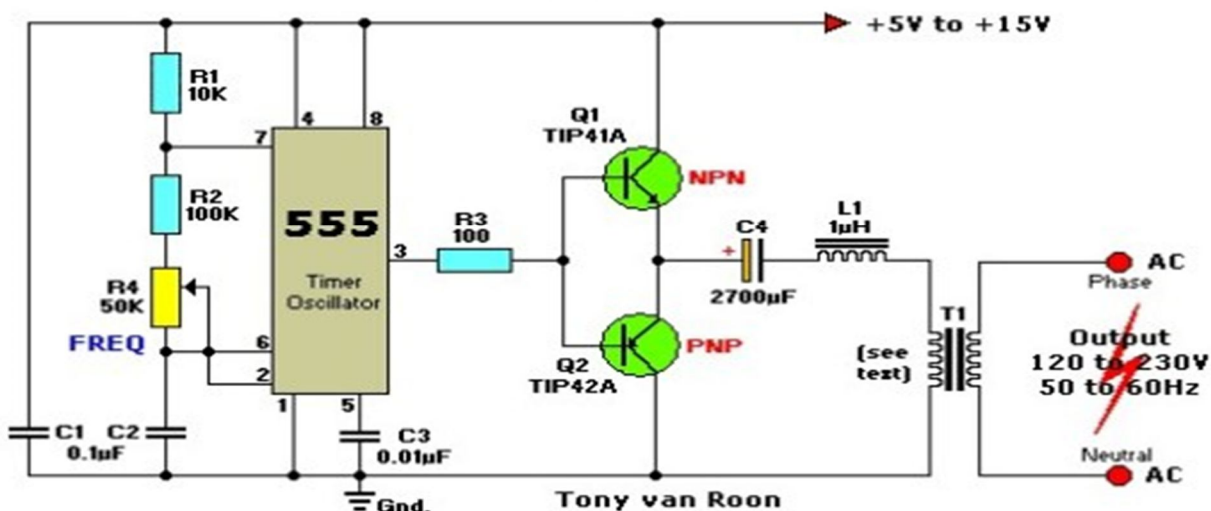 +5V to +15V
R1
10K
4
8
7
Q1
TIP41A
NPN
R2
100K
555
Timer
Oscillator
3
R3
100
C4
+
2700µF
L1
1µH
AC
Phase
R4
50K
FREQ
6
2
Q2
TIP42A
PNP
(see
text)
T1
Output
120 to 230V
50 to 60Hz
1
5
C1
C2
0.1µF
C3
0.01µF
Neutral
AC
Gnd.
Tony van Roon